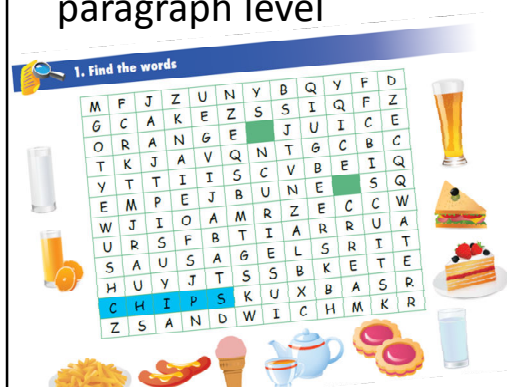 paragraph level
1. Find the words
M F J Z U N Y B Q Y F D
G C A K E Z S S I Q F Z
O R A N G E J U I C E
T K J A V Q N T G C B C
Y T T I I S C V B E I Q
E M P E J B U N E S Q
W J I O A M R Z E C C W
U R S F B T I A R R U A
S A U S A G E L S R I T
H U Y J T S S B K E T E
C H I P S K U X B A S R
Z S A N D W I C H M K R